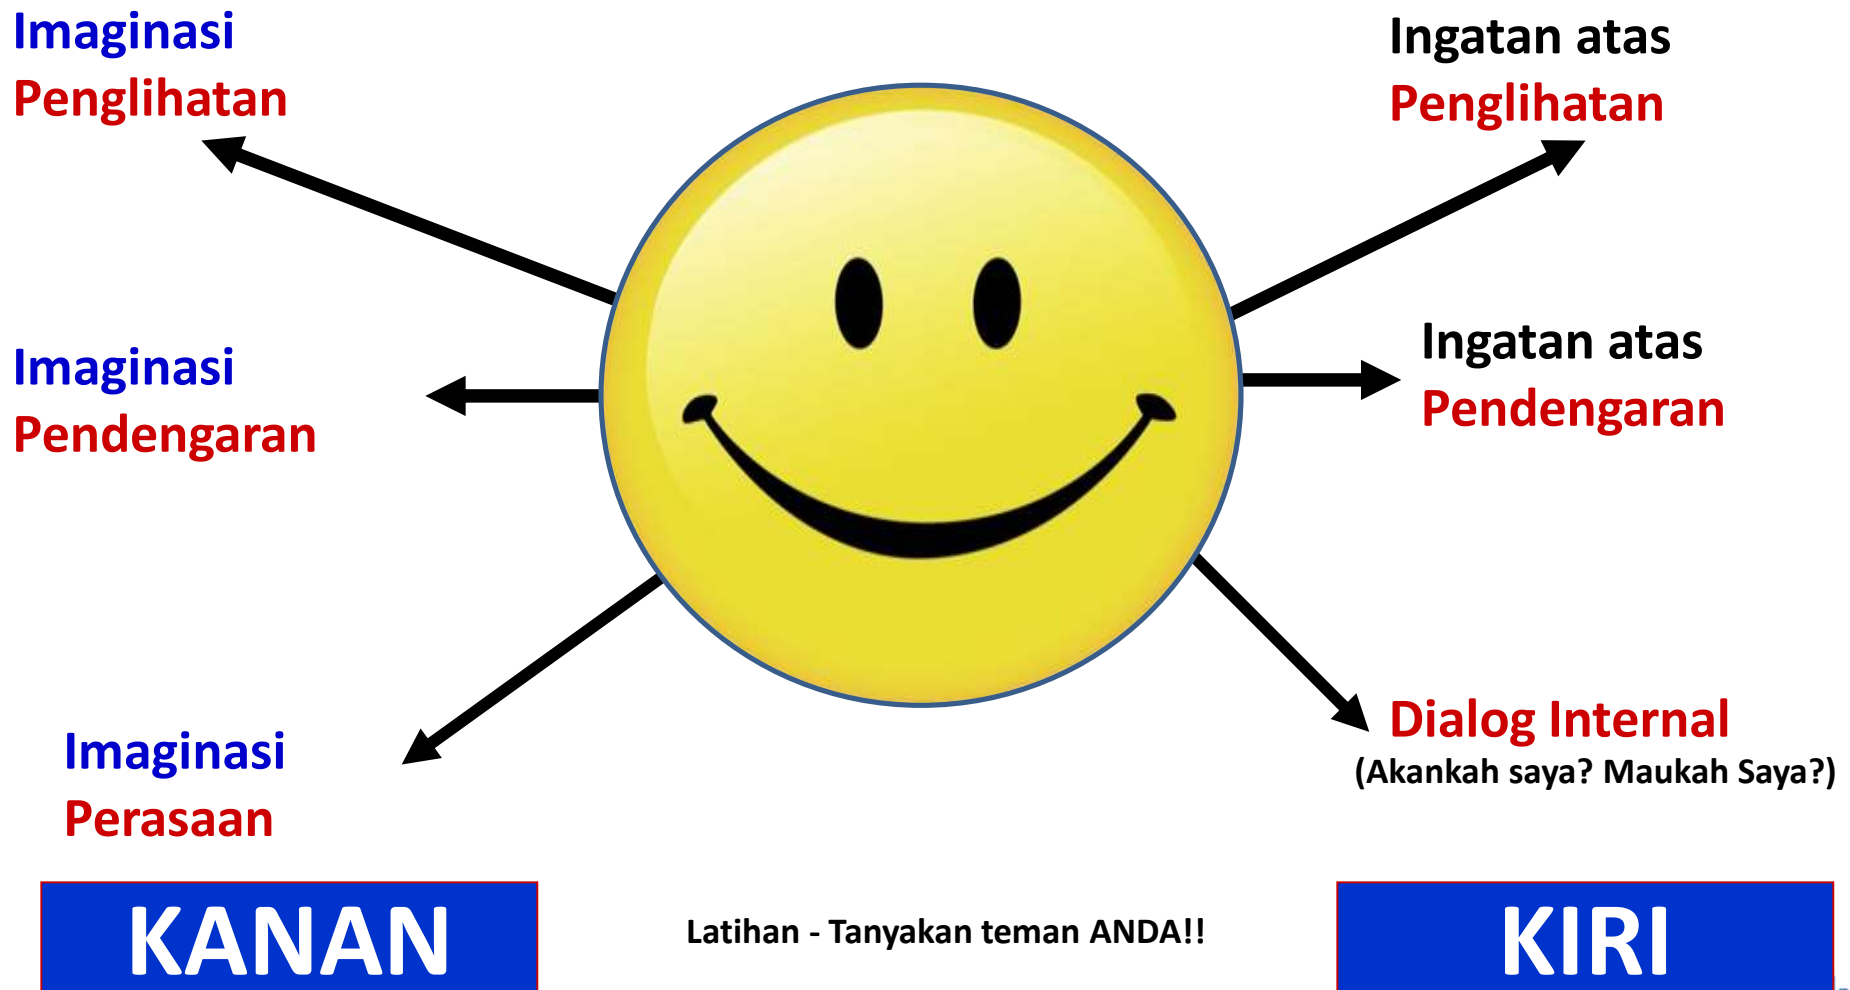 Imaginasi
Penglihatan
Ingatan atas
Penglihatan
Imaginasi
Pendengaran
Ingatan atas
Pendengaran
Imaginasi
Perasaan
Dialog Internal
(Akankah saya? Maukah Saya?)
KANAN
Latihan - Tanyakan teman ANDA!!
KIRI